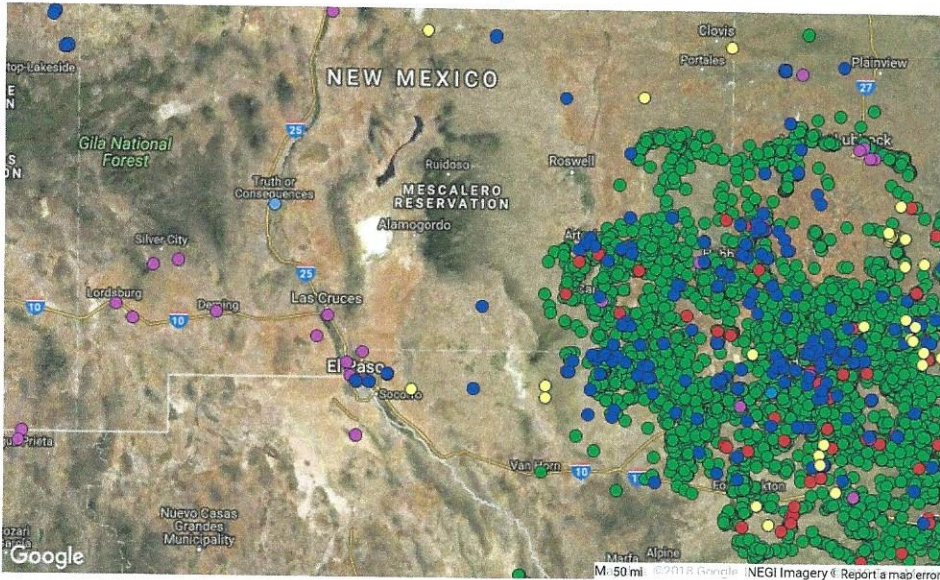 Clovis
Portales
Plainview
top-Lakeside
NEW MEXICO
27
Gila National
Forest
25
Lubbock
Ruidoso
Roswell
Truth or
Consequences
MESCALERO
RESERVATION
Alamogordo
Silver City
25
Lordsburg
Deming
Las Cruces
10
10
El Paso
Socorro
Prieta
Van Horn
10
Nuevo Casas
Grandes
Municipality
Google
Marfa
Alpine
50 mi
©2018 Google
NEGI Imagery
Report a map error